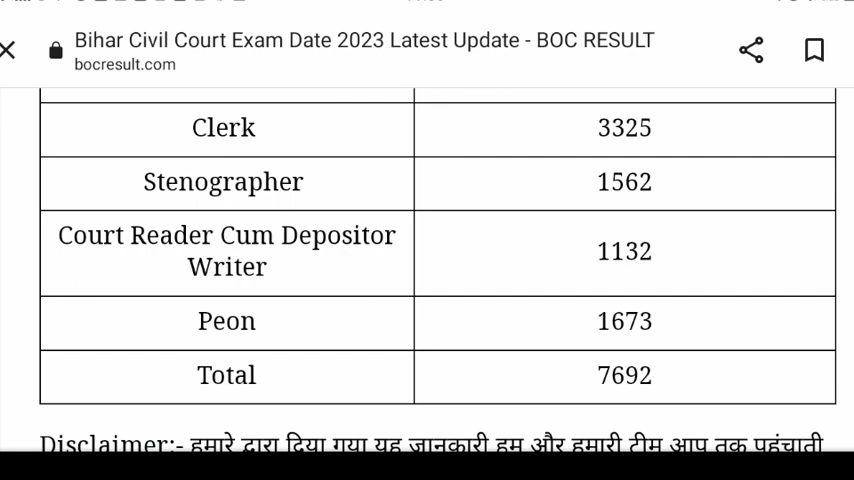 Bihar Civil Court Exam Date 2023 Latest Update - BOC RESULT
bocresult.com
Clerk 3325
Stenographer 1562
Court Reader Cum Depositor
Writer 1132
Peon 1673
Total 7692
Disclaimer:- हमारे द्वारा दिया गया यह जानकारी हम और हमारी टीम आप तक पहुंचाती